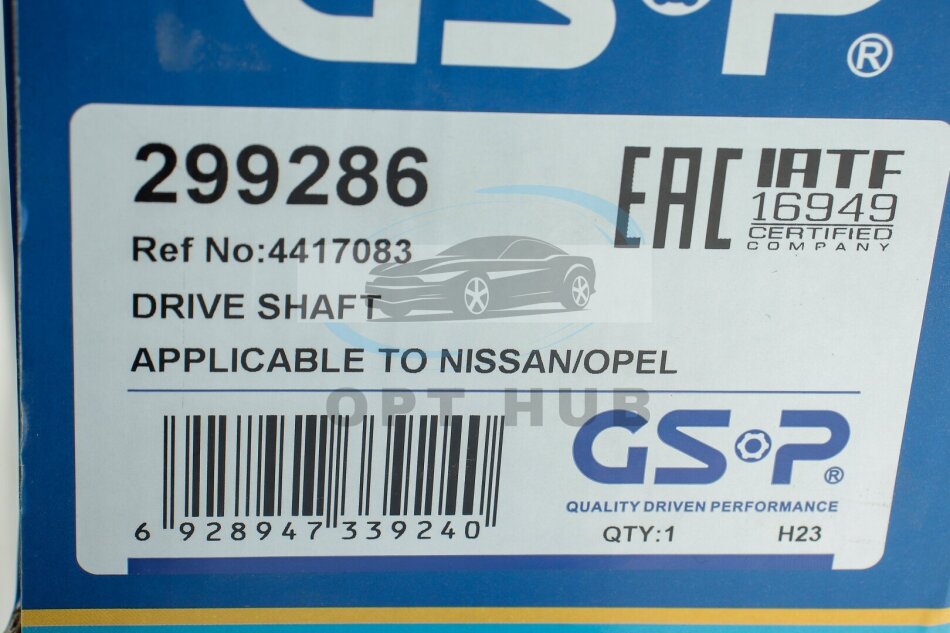 GSP®
299286
EAC
IATF
16949
CERTIFIED
COMPANY
Ref No:4417083
DRIVE SHAFT
APPLICABLE TO NISSAN/OPEL
OPT HUB
GSP®
QUALITY DRIVEN PERFORMANCE
6 928947 339240
QTY:1 H23